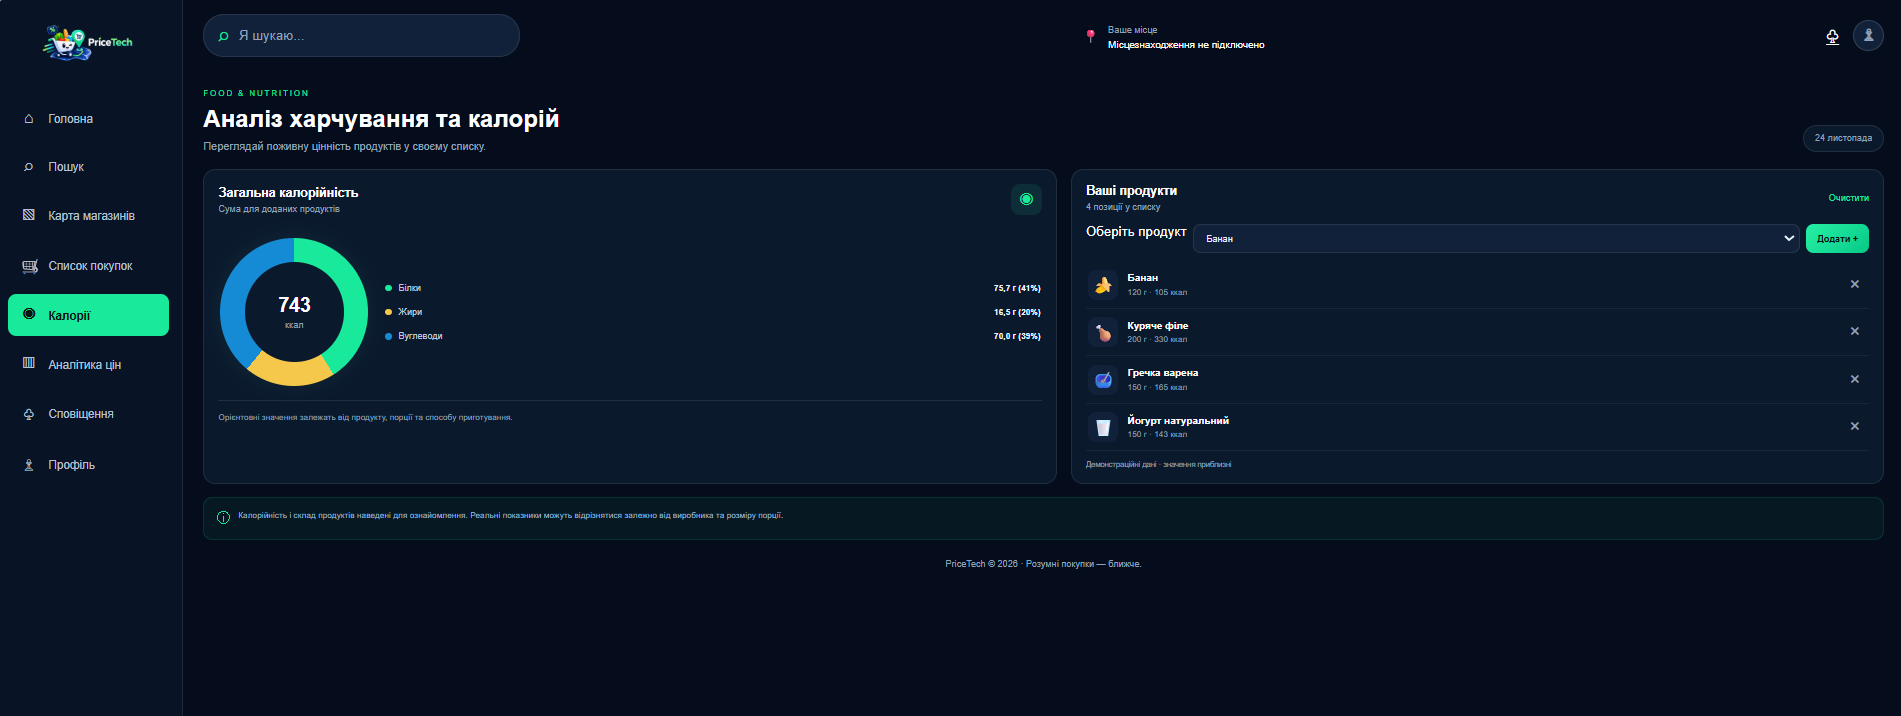 PriceTech
Я шукаю...
Ваше місце
Місцезнаходження не підключено
Головна
Пошук
Карта магазинів
Список покупок
Калорії
Аналітика цін
Сповіщення
Профіль
FOOD & NUTRITION
Аналіз харчування та калорій
Переглядай поживну цінність продуктів у своєму списку.
24 листопада
Загальна калорійність
Сума для доданих продуктів
743
ккал
Білки 75,7 г (41%)
Жири 16,5 г (20%)
Вуглеводи 70,0 г (39%)
Орієнтовні значення залежать від продукту, порції та способу приготування.
Ваші продукти
4 позиції у списку
Очистити
Оберіть продукт Банан Додати +
Банан
120 г · 105 ккал
Куряче філе
200 г · 330 ккал
Гречка варена
150 г · 165 ккал
Йогурт натуральний
150 г · 143 ккал
Демонстраційні дані · значення приблизні
Калорійність і склад продуктів наведені для ознайомлення. Реальні показники можуть відрізнятися залежно від виробника та розміру порції.
PriceTech © 2026 · Розумні покупки — ближче.